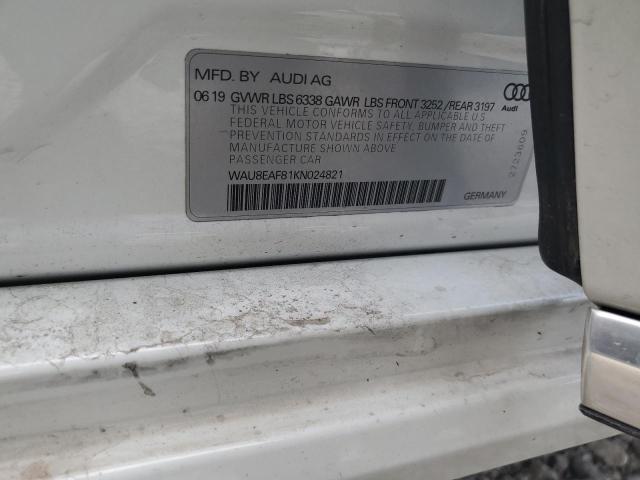 MFD. BY AUDI AG
06 19 GVWR LBS 6338 GAWR LBS FRONT 3252 /REAR 3197
THIS VEHICLE CONFORMS TO ALL APPLICABLE U.S
FEDERAL MOTOR VEHICLE SAFETY, BUMPER AND THEFT
PREVENTION STANDARDS IN EFFECT ON THE DATE OF
MANUFACTURE SHOWN ABOVE
PASSENGER CAR
WAU8EAF81KN024821
GERMANY
Audi
2723609